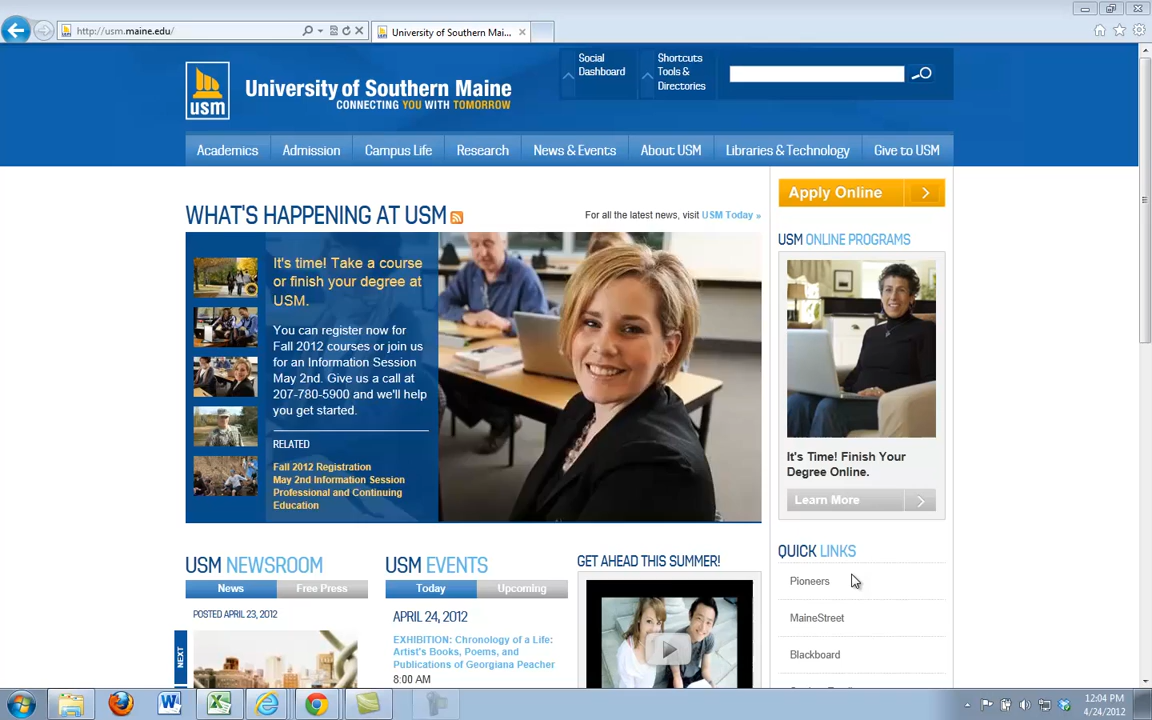 http://usm.maine.edu/
University of Southern Mai...
usm
University of Southern Maine
CONNECTING YOU WITH TOMORROW
Social
Dashboard
Shortcuts
Tools &
Directories
Academics
Admission
Campus Life
Research
News & Events
About USM
Libraries & Technology
Give to USM
WHAT'S HAPPENING AT USM
For all the latest news, visit USM Today »
It's time! Take a course
or finish your degree at
USM.
You can register now for
Fall 2012 courses or join us
for an Information Session
May 2nd. Give us a call at
207-780-5900 and we'll help
you get started.
RELATED
Fall 2012 Registration
May 2nd Information Session
Professional and Continuing
Education
Apply Online
USM ONLINE PROGRAMS
It's Time! Finish Your
Degree Online.
Learn More
QUICK LINKS
Pioneers
MaineStreet
Blackboard
USM NEWSROOM
News
Free Press
POSTED APRIL 23, 2012
NEXT
USM EVENTS
Today
Upcoming
APRIL 24, 2012
EXHIBITION: Chronology of a Life:
Artist's Books, Poems, and
Publications of Georgiana Peacher
8:00 AM
GET AHEAD THIS SUMMER!
12:04 PM
4/24/2012